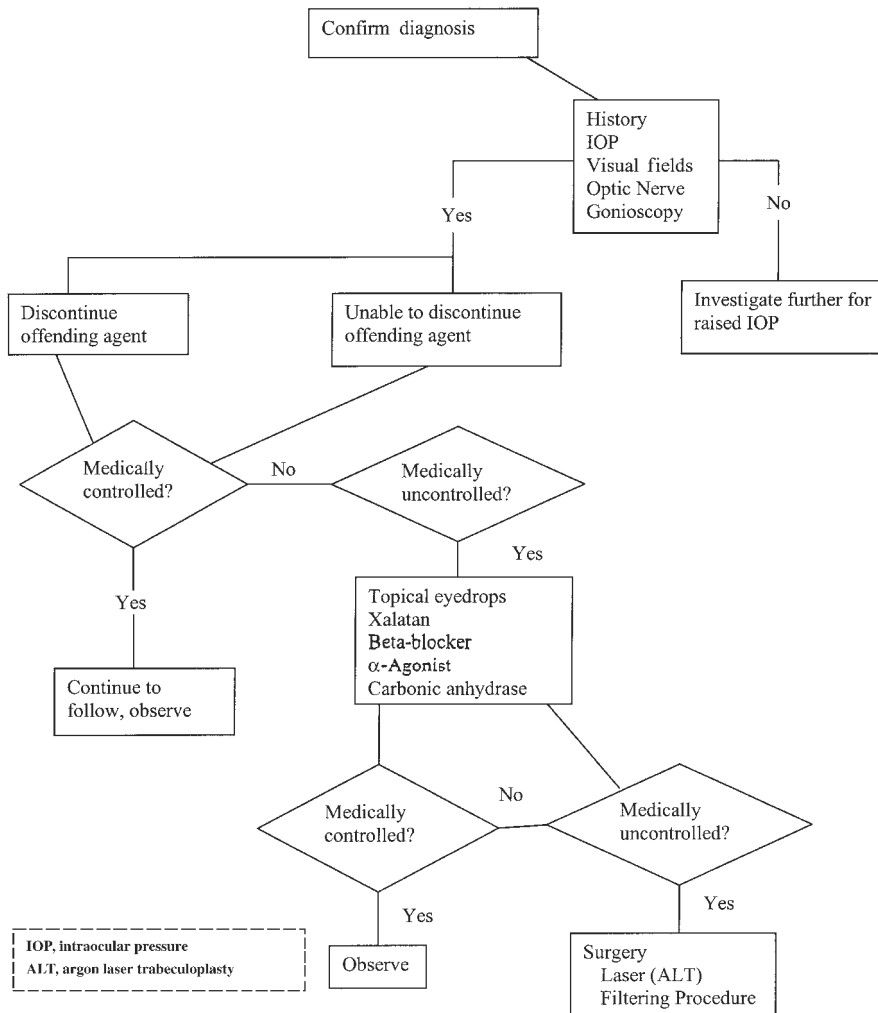 Confirm diagnosis
History
IOP
Visual fields
Optic Nerve
Gonioscopy
Yes
No
Discontinue
offending agent
Unable to discontinue
offending agent
Investigate further for
raised IOP
Medically
controlled?
No
Medically
uncontrolled?
Yes
Yes
Topical eyedrops
Xalatan
Beta-blocker
α-Agonist
Carbonic anhydrase
Continue to
follow, observe
Medically
controlled?
No
Medically
uncontrolled?
Yes
Yes
IOP, intraocular pressure
ALT, argon laser trabeculoplasty
Observe
Surgery
Laser (ALT)
Filtering Procedure